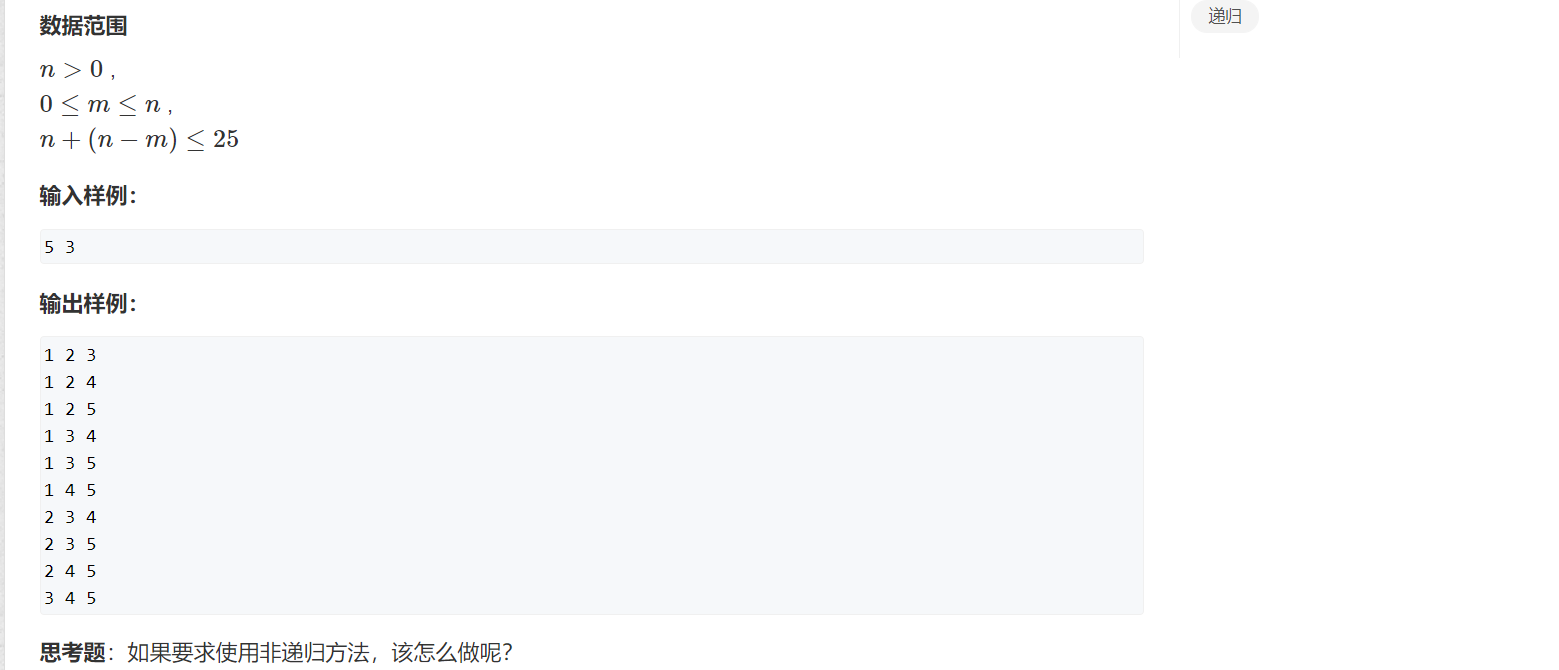 数据范围
n > 0 ,
0 ≤ m ≤ n ,
n + (n − m) ≤ 25
输入样例：
5 3
输出样例：
1 2 3
1 2 4
1 2 5
1 3 4
1 3 5
1 4 5
2 3 4
2 3 5
2 4 5
3 4 5
思考题：如果要求使用非递归方法，该怎么做呢？
递归